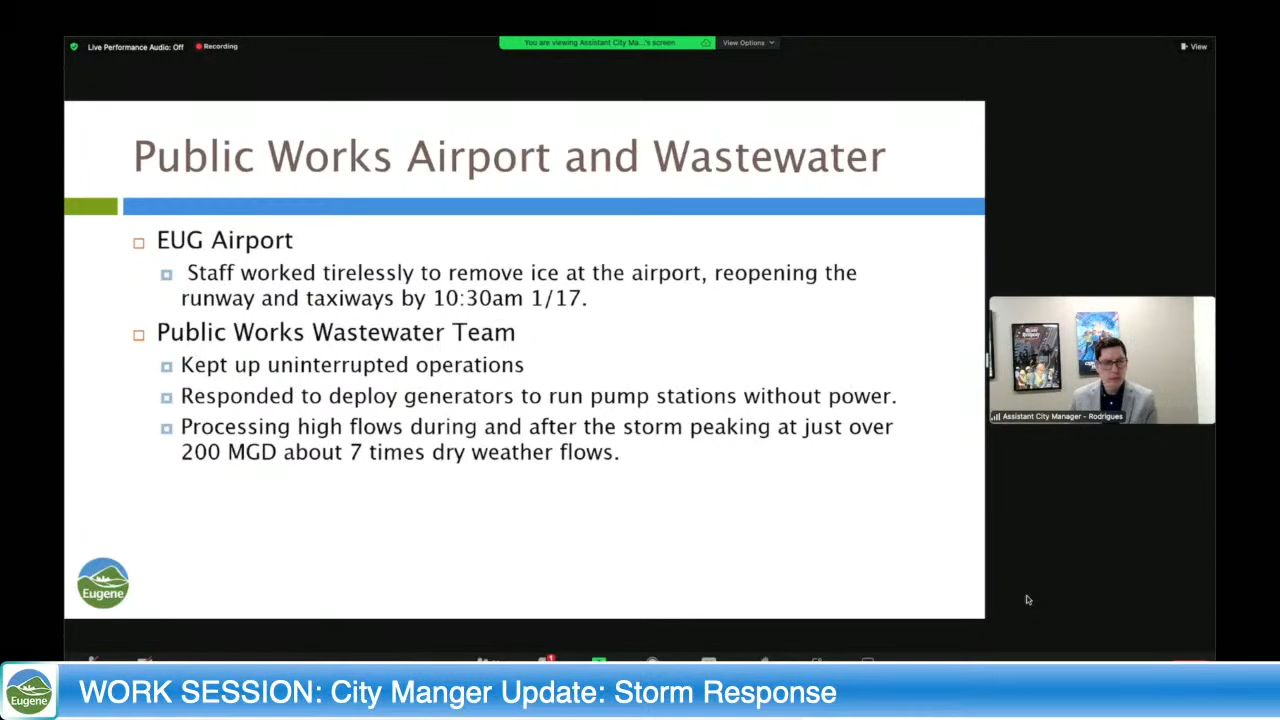 Live Performance Audio: Off
Recording
You are viewing Assistant City Ma...'s screen
View Options
View
Public Works Airport and Wastewater
EUG Airport
Staff worked tirelessly to remove ice at the airport, reopening the
runway and taxiways by 10:30am 1/17.
Public Works Wastewater Team
Kept up uninterrupted operations
Responded to deploy generators to run pump stations without power.
Processing high flows during and after the storm peaking at just over
200 MGD about 7 times dry weather flows.
Assistant City Manager - Rodrigues
Eugene
1
Eugene
WORK SESSION: City Manger Update: Storm Response